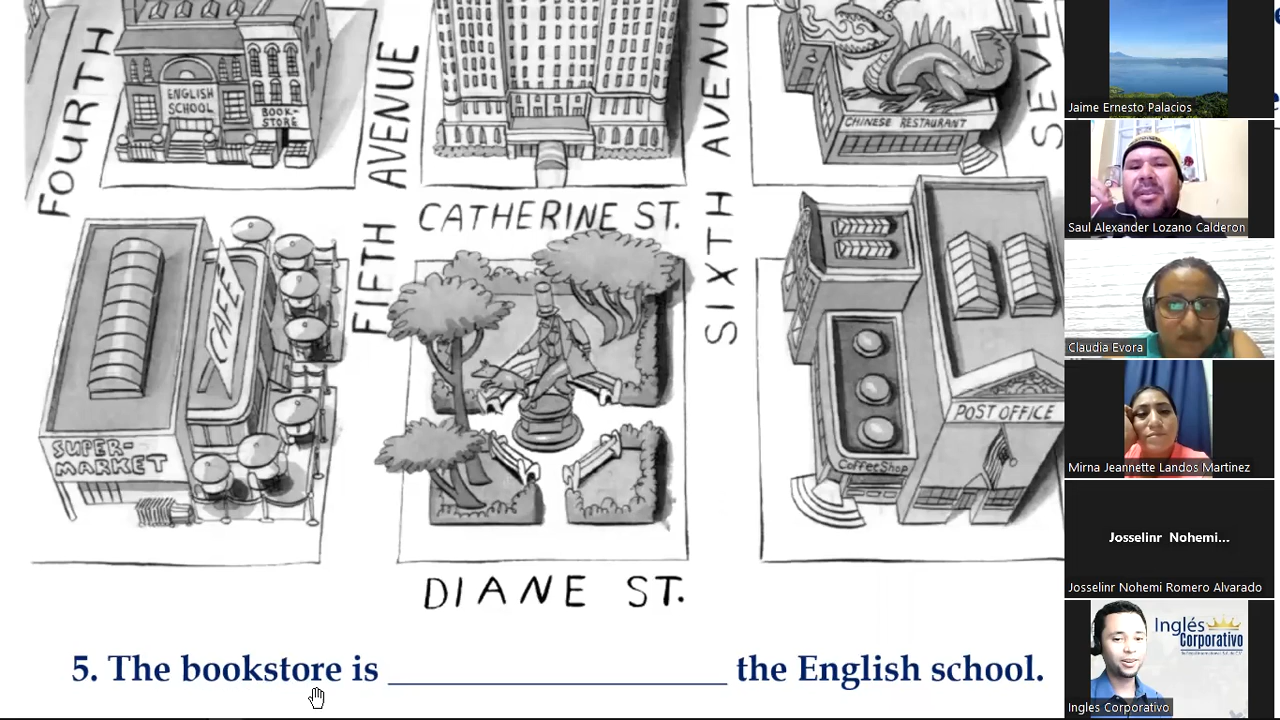 FOURTH
ENGLISH
SCHOOL
BOOK-
STORE
FIFTH AVENUE
SIXTH AVENUE
CHINESE RESTAURANT
SEVE
CATHERINE ST.
SUPER-
MARKET
CAFE
POST OFFICE
Coffee Shop
DIANE ST.
5. The bookstore is ____________________ the English school.
Jaime Ernesto Palacios
Saul Alexander Lozano Calderon
Claudia Evora
Mirna Jeannette Landos Martinez
Josselinr Nohemi...
Josselinr Nohemi Romero Alvarado
Inglés
Corporativo
Ingles Corporativo